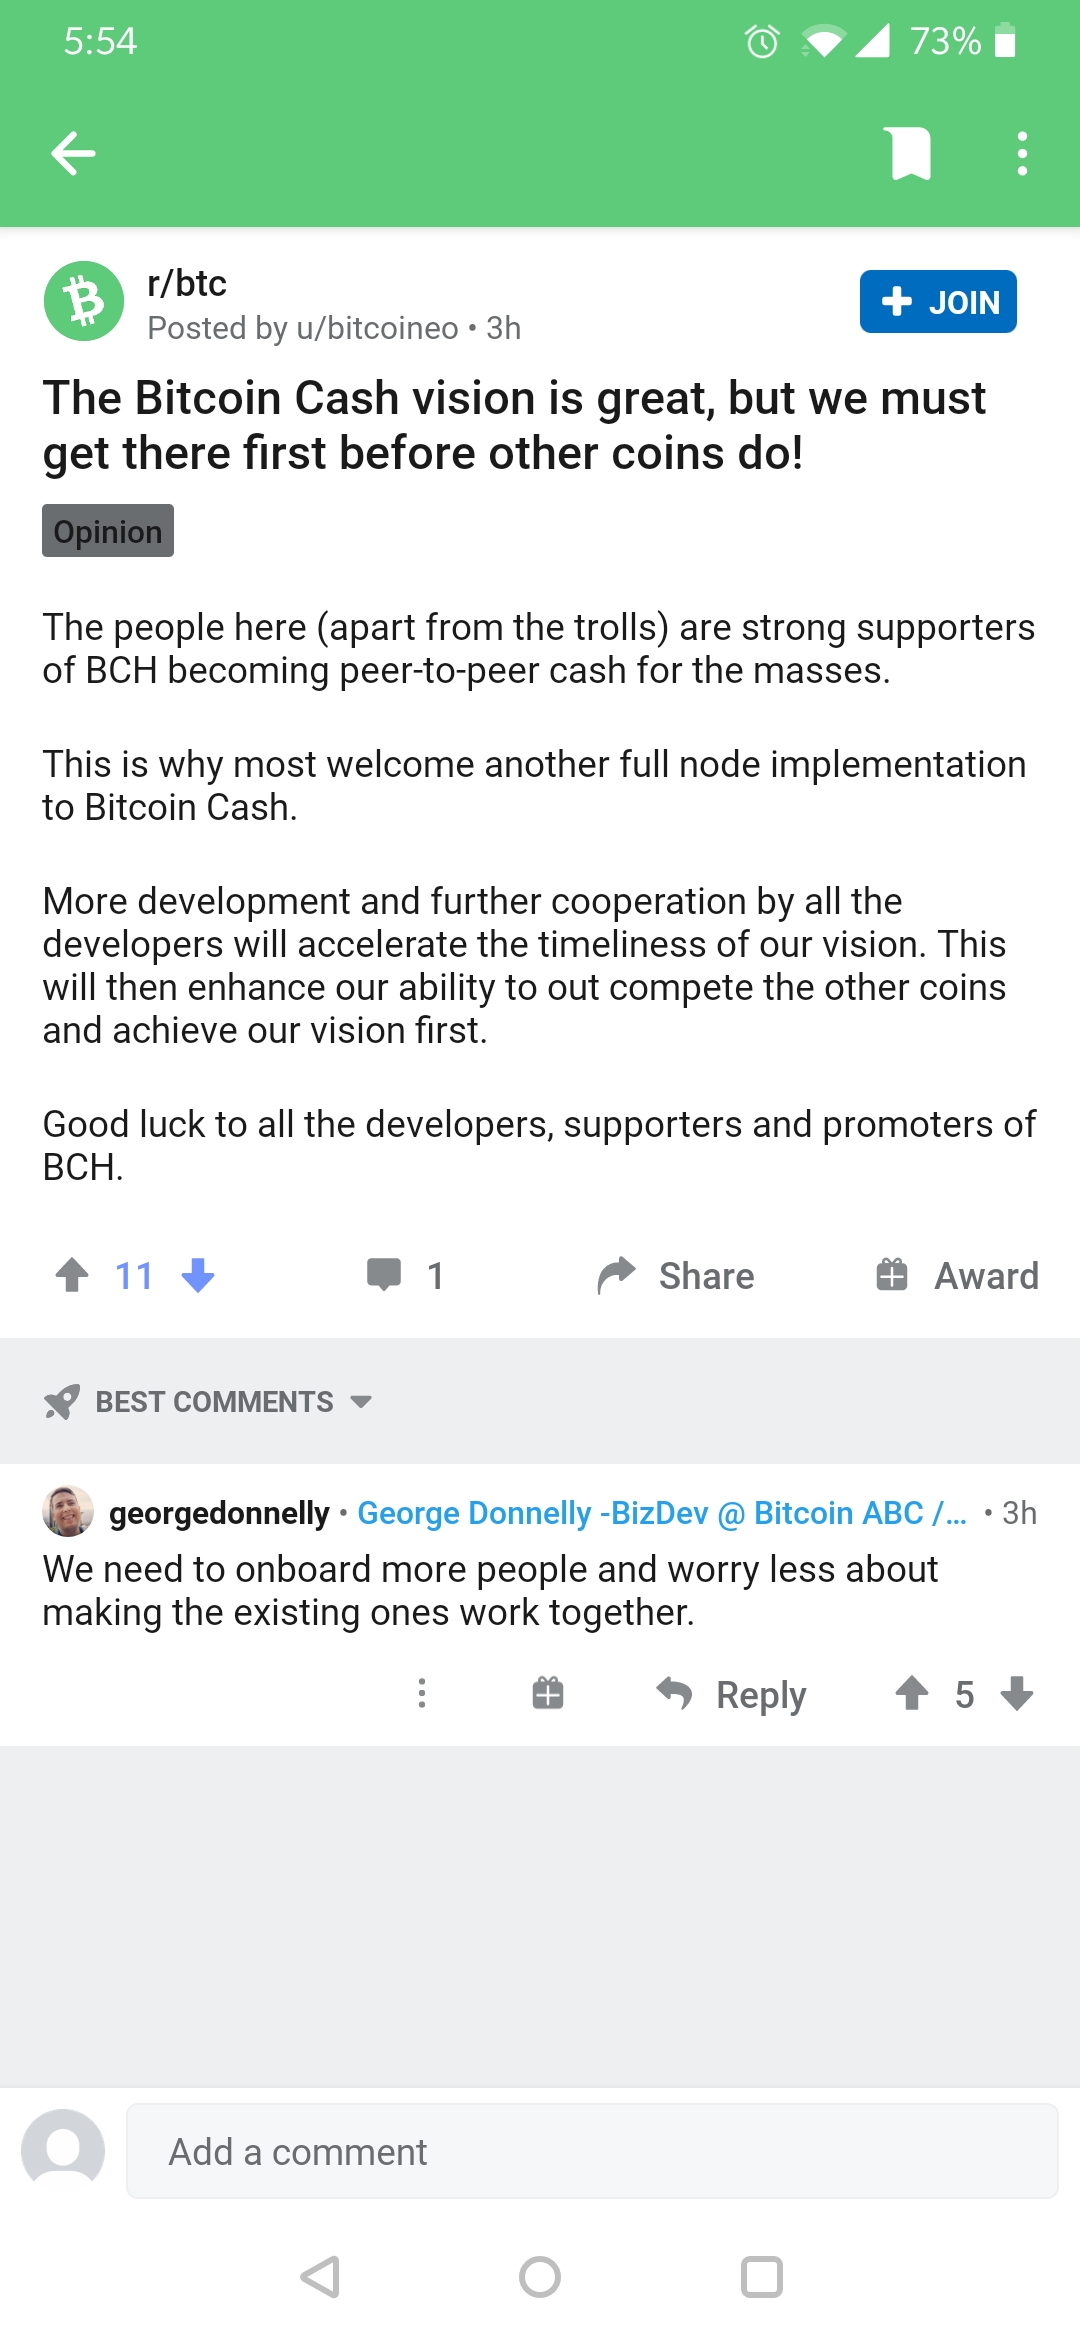 5:54
73%
r/btc
Posted by u/bitcoineo • 3h
JOIN
The Bitcoin Cash vision is great, but we must
get there first before other coins do!
Opinion
The people here (apart from the trolls) are strong supporters
of BCH becoming peer-to-peer cash for the masses.
This is why most welcome another full node implementation
to Bitcoin Cash.
More development and further cooperation by all the
developers will accelerate the timeliness of our vision. This
will then enhance our ability to out compete the other coins
and achieve our vision first.
Good luck to all the developers, supporters and promoters of
BCH.
11 1 Share Award
BEST COMMENTS
georgedonnelly • George Donnelly -BizDev @ Bitcoin ABC /... • 3h
We need to onboard more people and worry less about
making the existing ones work together.
Reply 5
Add a comment